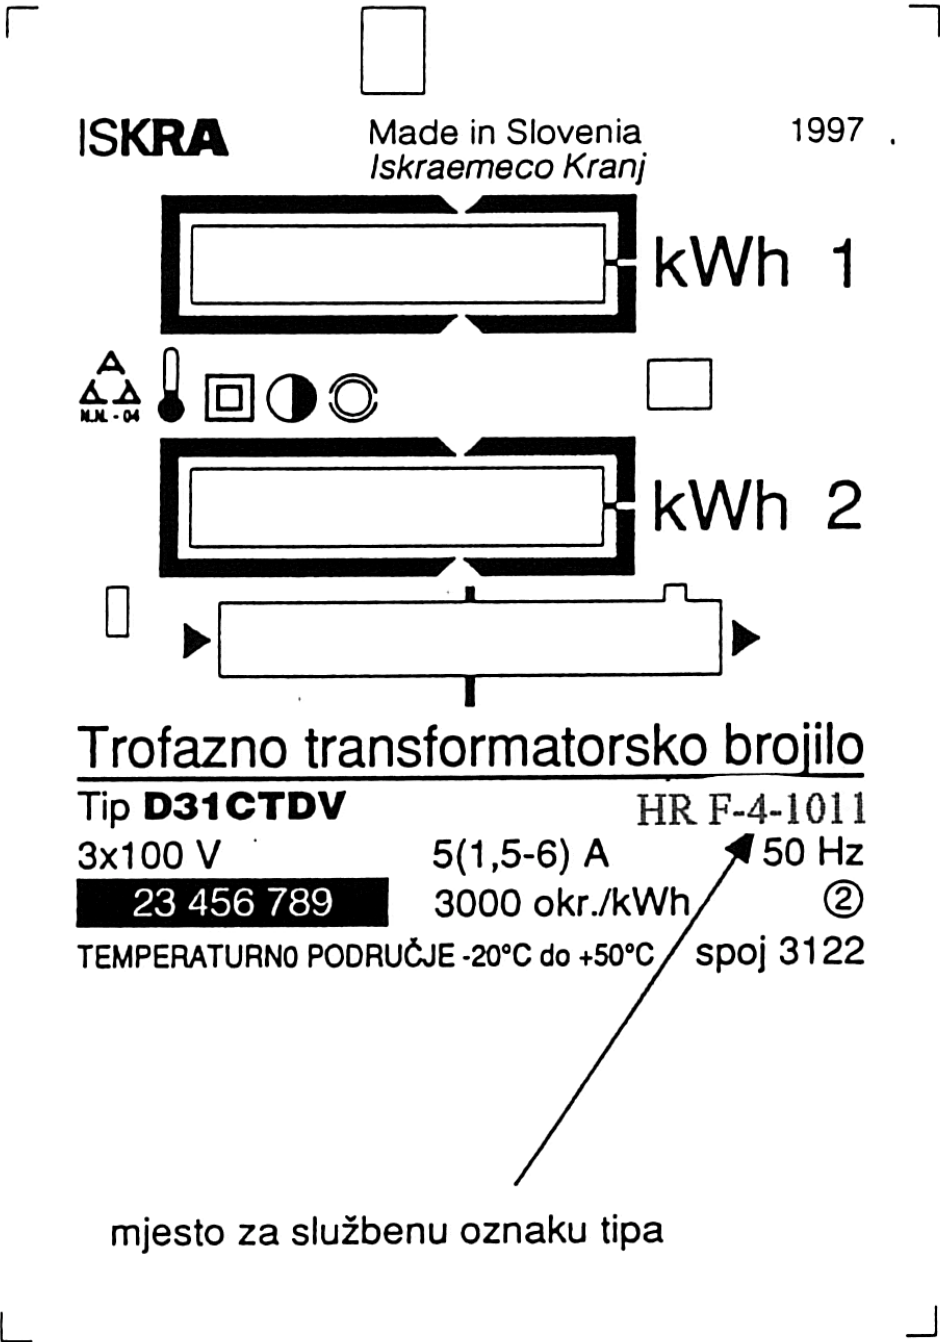 ISKRA
Made in Slovenia
Iskraemeco Kranj
1997
kWh 1
N.N. - 04
kWh 2
Trofazno transformatorsko brojilo
Tip D31CTDV
HR F-4-1011
3x100 V
5(1,5-6) A
50 Hz
23 456 789
3000 okr./kWh
2
TEMPERATURNO PODRUČJE -20°C do +50°C
spoj 3122
mjesto za službenu oznaku tipa